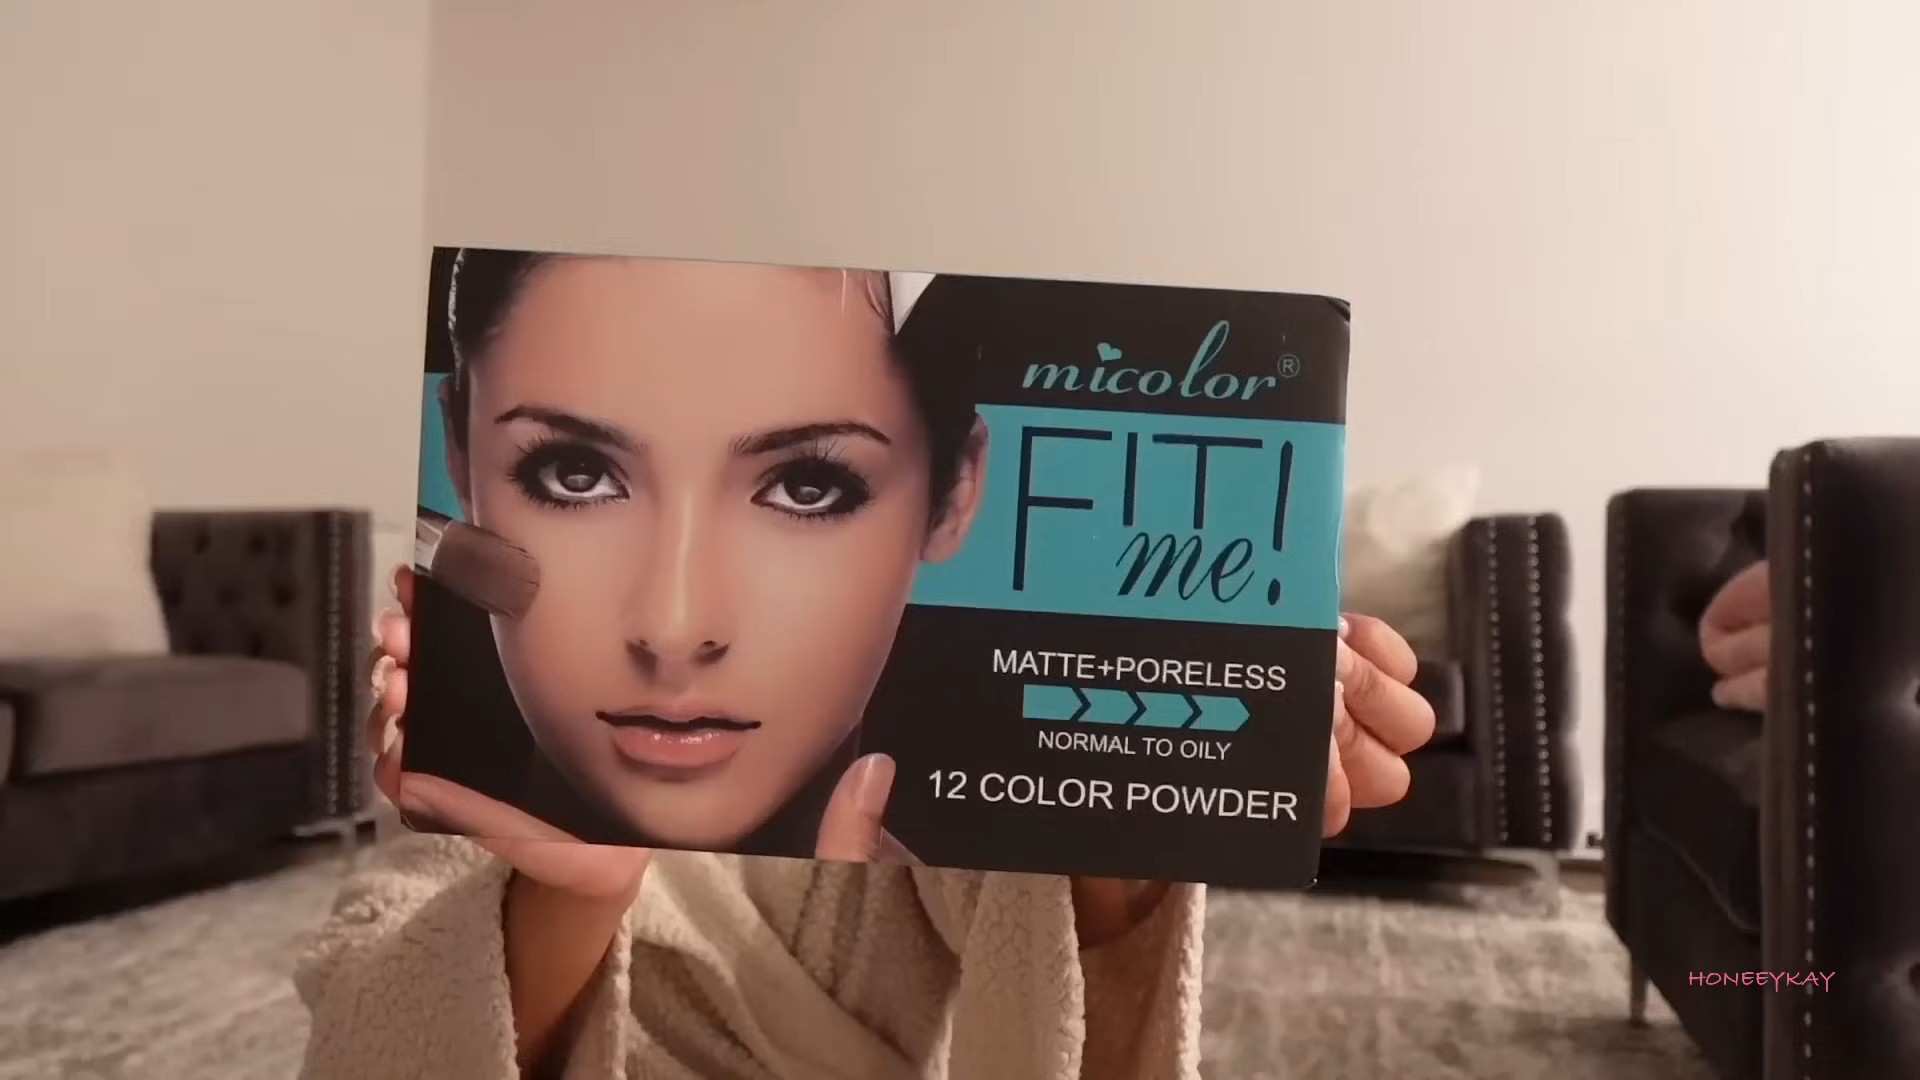 micolor®
FIT!
me!
MATTE+PORELESS
NORMAL TO OILY
12 COLOR POWDER
HONEEYKAY